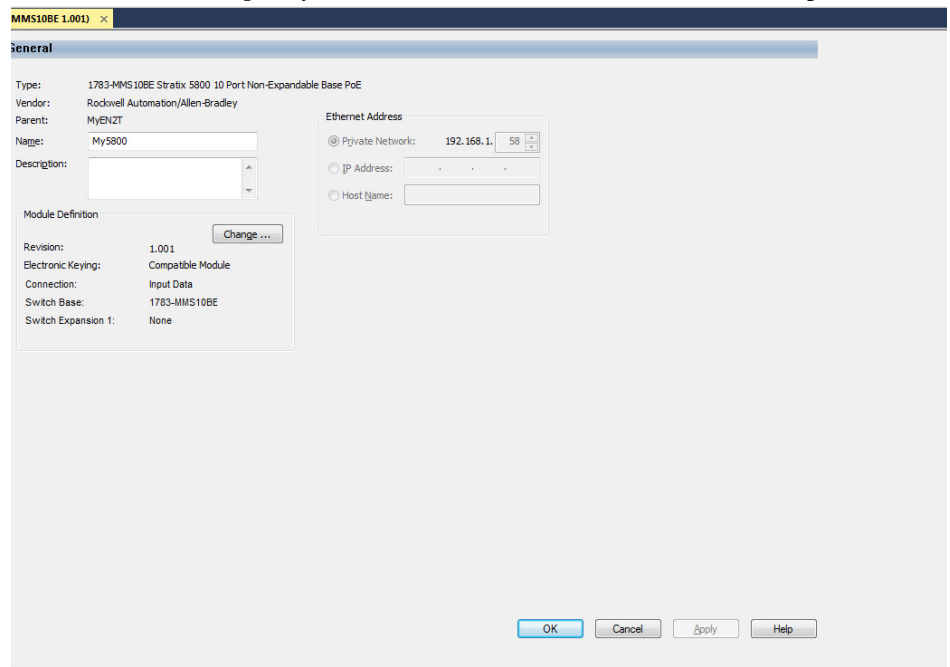 MMS10BE 1.001) ×
General
Type: 1783-MMS10BE Stratix 5800 10 Port Non-Expandable Base PoE
Vendor: Rockwell Automation/Allen-Bradley
Parent: MyEN2T
Name: My5800
Description:
Ethernet Address
Private Network: 192.168.1. 58
IP Address: . . .
Host Name:
Module Definition
Change ...
Revision: 1.001
Electronic Keying: Compatible Module
Connection: Input Data
Switch Base: 1783-MMS10BE
Switch Expansion 1: None
OK Cancel Apply Help